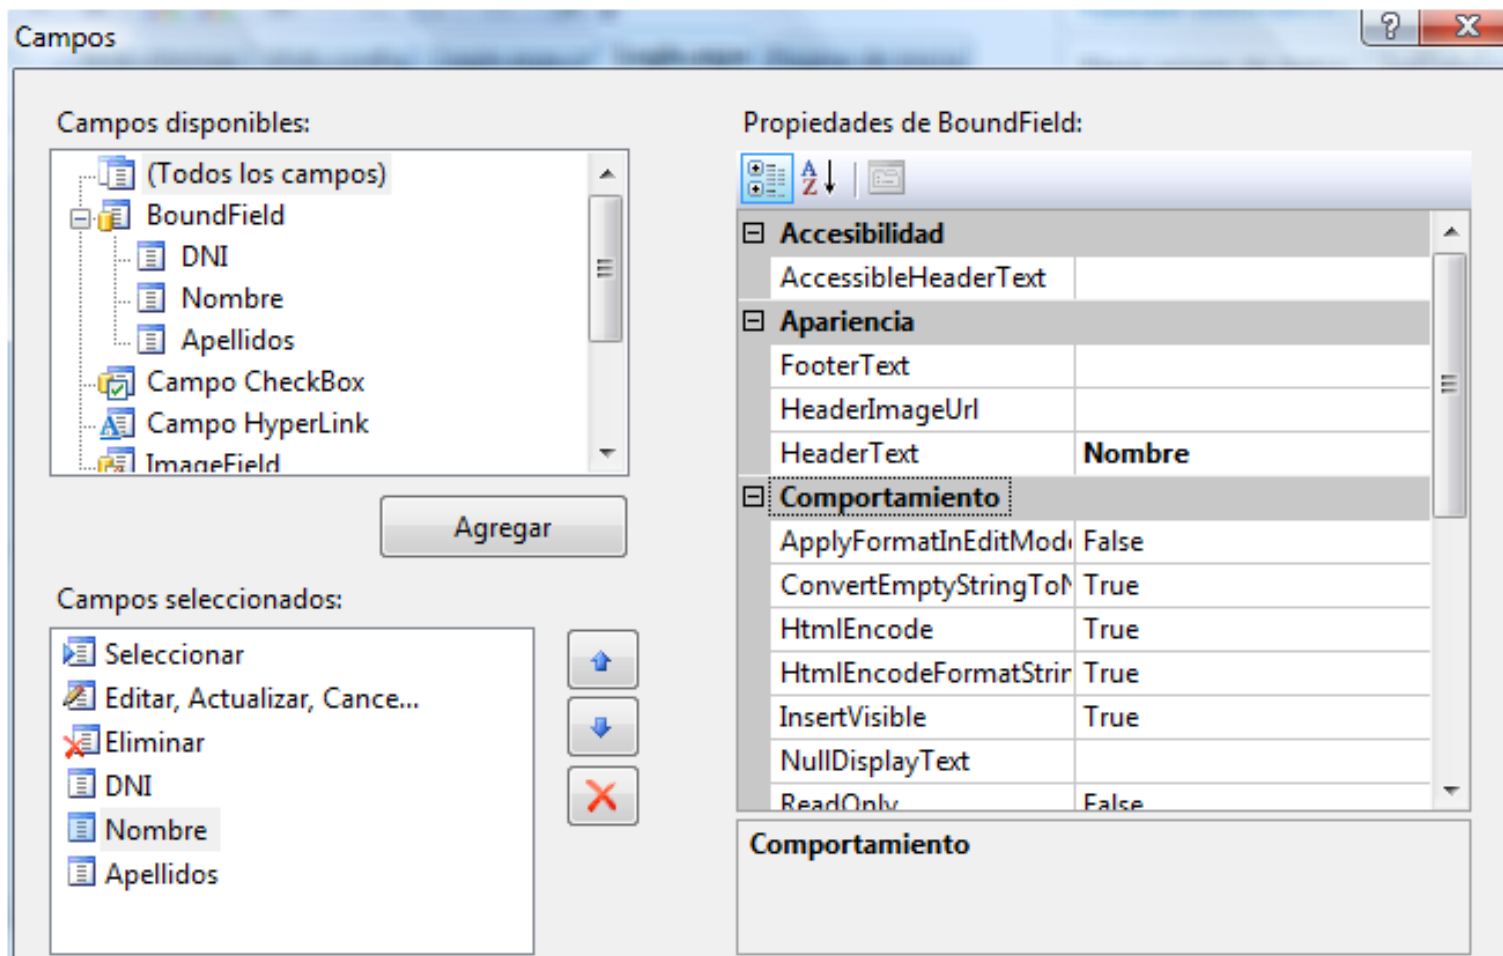 Campos
Campos disponibles:
(Todos los campos)
BoundField
DNI
Nombre
Apellidos
Campo CheckBox
Campo HyperLink
ImageField
Agregar
Campos seleccionados:
Seleccionar
Editar, Actualizar, Cance...
Eliminar
DNI
Nombre
Apellidos
Propiedades de BoundField:
Accesibilidad
AccessibleHeaderText
Apariencia
FooterText
HeaderImageUrl
HeaderText Nombre
Comportamiento
ApplyFormatInEditMod False
ConvertEmptyStringToN True
HtmlEncode True
HtmlEncodeFormatStrin True
InsertVisible True
NullDisplayText
ReadOnly False
Comportamiento